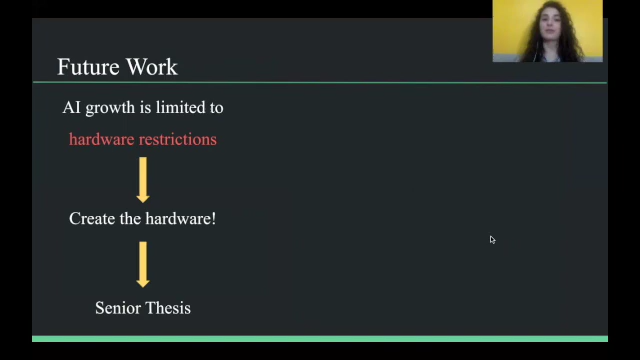 Future Work
AI growth is limited to
hardware restrictions
Create the hardware!
Senior Thesis